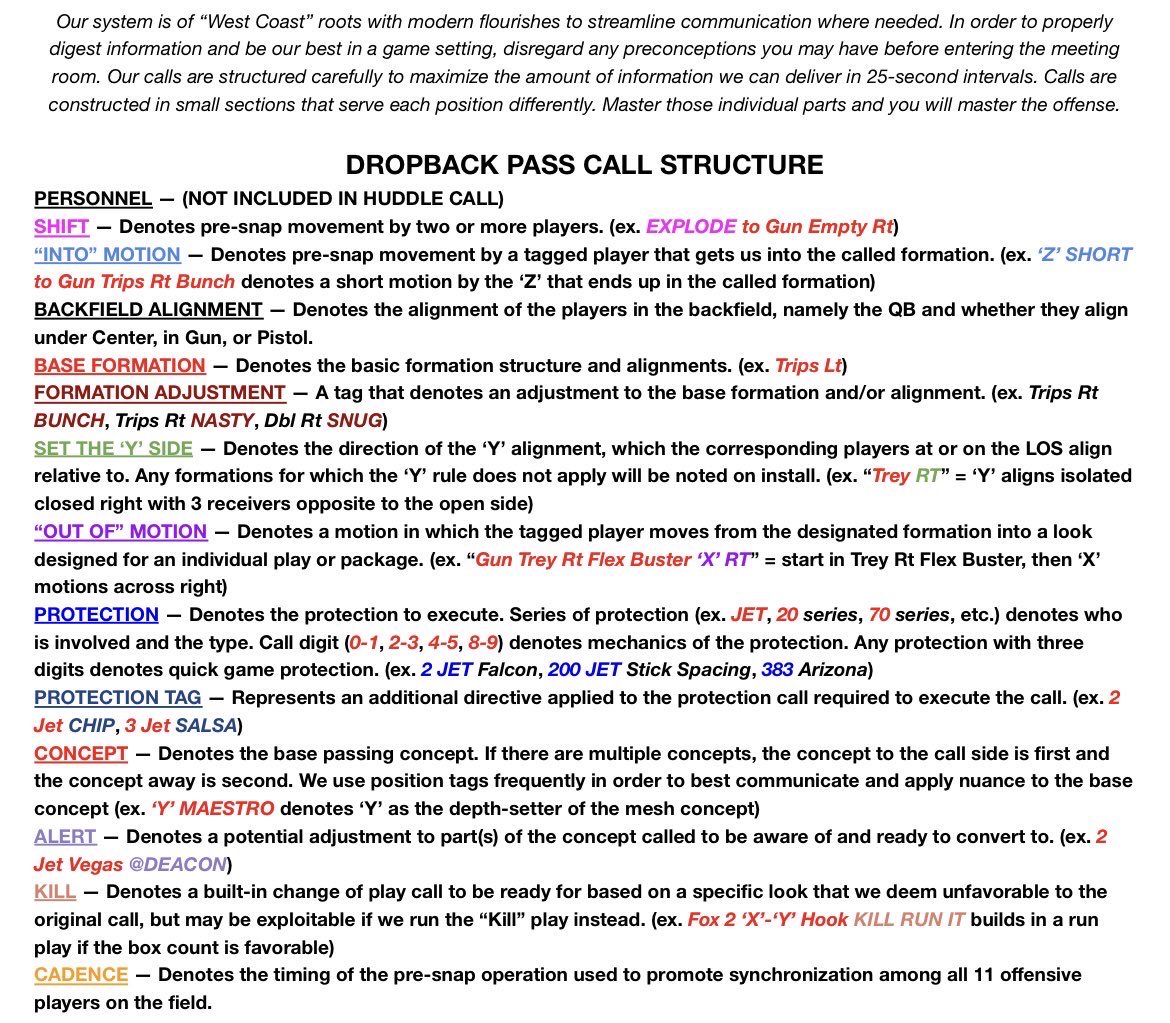 Our system is of “West Coast” roots with modern flourishes to streamline communication where needed. In order to properly
digest information and be our best in a game setting, disregard any preconceptions you may have before entering the meeting
room. Our calls are structured carefully to maximize the amount of information we can deliver in 25-second intervals. Calls are
constructed in small sections that serve each position differently. Master those individual parts and you will master the offense.
DROPBACK PASS CALL STRUCTURE
PERSONNEL — (NOT INCLUDED IN HUDDLE CALL)
SHIFT — Denotes pre-snap movement by two or more players. (ex. EXPLODE to Gun Empty Rt)
“INTO” MOTION — Denotes pre-snap movement by a tagged player that gets us into the called formation. (ex. ‘Z’ SHORT
to Gun Trips Rt Bunch denotes a short motion by the ‘Z’ that ends up in the called formation)
BACKFIELD ALIGNMENT — Denotes the alignment of the players in the backfield, namely the QB and whether they align
under Center, in Gun, or Pistol.
BASE FORMATION — Denotes the basic formation structure and alignments. (ex. Trips Lt)
FORMATION ADJUSTMENT — A tag that denotes an adjustment to the base formation and/or alignment. (ex. Trips Rt
BUNCH, Trips Rt NASTY, Dbl Rt SNUG)
SET THE ‘Y’ SIDE — Denotes the direction of the ‘Y’ alignment, which the corresponding players at or on the LOS align
relative to. Any formations for which the ‘Y’ rule does not apply will be noted on install. (ex. “Trey RT” = ‘Y’ aligns isolated
closed right with 3 receivers opposite to the open side)
“OUT OF” MOTION — Denotes a motion in which the tagged player moves from the designated formation into a look
designed for an individual play or package. (ex. “Gun Trey Rt Flex Buster ‘X’ RT” = start in Trey Rt Flex Buster, then ‘X’
motions across right)
PROTECTION — Denotes the protection to execute. Series of protection (ex. JET, 20 series, 70 series, etc.) denotes who
is involved and the type. Call digit (0-1, 2-3, 4-5, 8-9) denotes mechanics of the protection. Any protection with three
digits denotes quick game protection. (ex. 2 JET Falcon, 200 JET Stick Spacing, 383 Arizona)
PROTECTION TAG — Represents an additional directive applied to the protection call required to execute the call. (ex. 2
Jet CHIP, 3 Jet SALSA)
CONCEPT — Denotes the base passing concept. If there are multiple concepts, the concept to the call side is first and
the concept away is second. We use position tags frequently in order to best communicate and apply nuance to the base
concept (ex. ‘Y’ MAESTRO denotes ‘Y’ as the depth-setter of the mesh concept)
ALERT — Denotes a potential adjustment to part(s) of the concept called to be aware of and ready to convert to. (ex. 2
Jet Vegas @DEACON)
KILL — Denotes a built-in change of play call to be ready for based on a specific look that we deem unfavorable to the
original call, but may be exploitable if we run the “Kill” play instead. (ex. Fox 2 ‘X’-‘Y’ Hook KILL RUN IT builds in a run
play if the box count is favorable)
CADENCE — Denotes the timing of the pre-snap operation used to promote synchronization among all 11 offensive
players on the field.